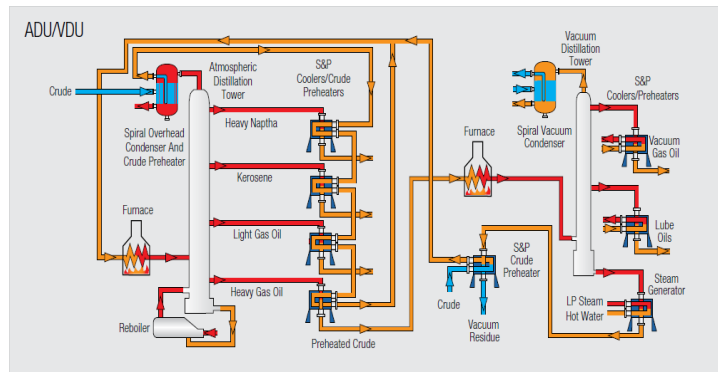 ADU/VDU
Crude
Spiral Overhead
Condenser And
Crude Preheater
Atmospheric
Distillation
Tower
S&P
Coolers/Crude
Preheaters
Heavy Naptha
Kerosene
Light Gas Oil
Heavy Gas Oil
Furnace
Reboiler
Preheated Crude
Furnace
Vacuum
Distillation
Tower
Spiral Vacuum
Condenser
S&P
Coolers/Preheaters
Vacuum
Gas Oil
Lube
Oils
S&P
Crude
Preheater
Crude
Vacuum
Residue
Steam
Generator
LP Steam
Hot Water